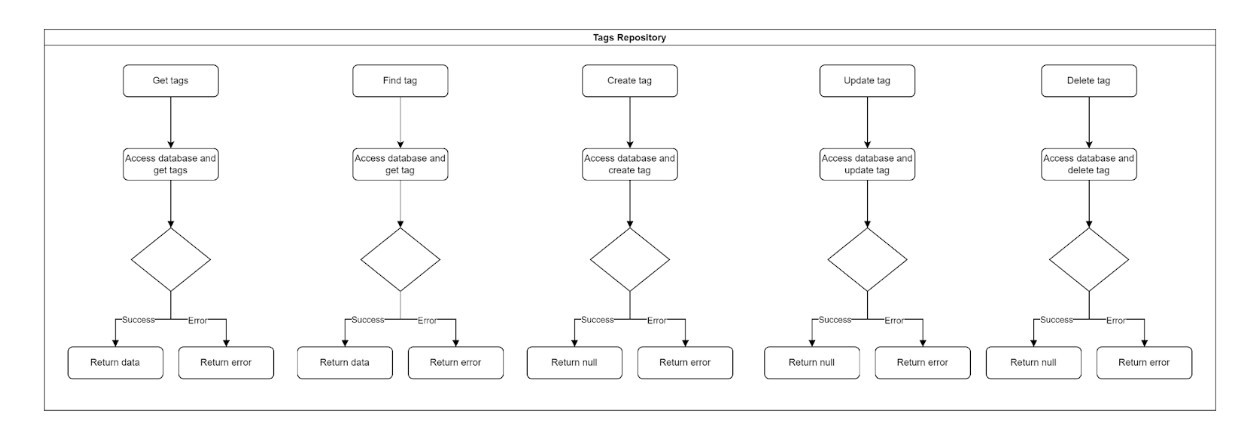 Tags Repository
Get tags
Find tag
Create tag
Update tag
Delete tag
Access database and
get tags
Access database and
get tag
Access database and
create tag
Access database and
update tag
Access database and
delete tag
Success
Error
Success
Error
Success
Error
Success
Error
Success
Error
Return data
Return error
Return data
Return error
Return null
Return error
Return null
Return error
Return null
Return error